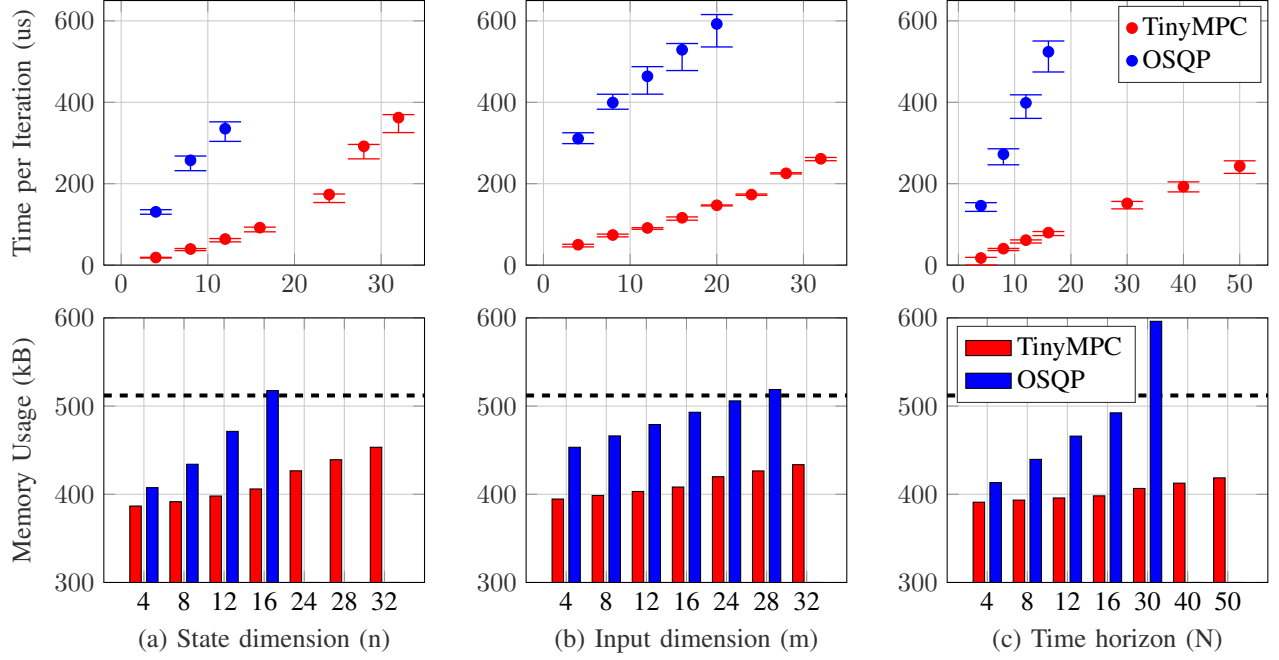 Time per Iteration (us)
600
400
200
0
0 10 20 30
600
400
200
0
0 10 20 30
600
400
200
0
0 10 20 30 40 50
TinyMPC
OSQP
Memory Usage (kB)
600
500
400
300
4 8 12 16 24 28 32
(a) State dimension (n)
600
500
400
300
4 8 12 16 24 28 32
(b) Input dimension (m)
600
500
400
300
4 8 12 16 30 40 50
(c) Time horizon (N)
TinyMPC
OSQP